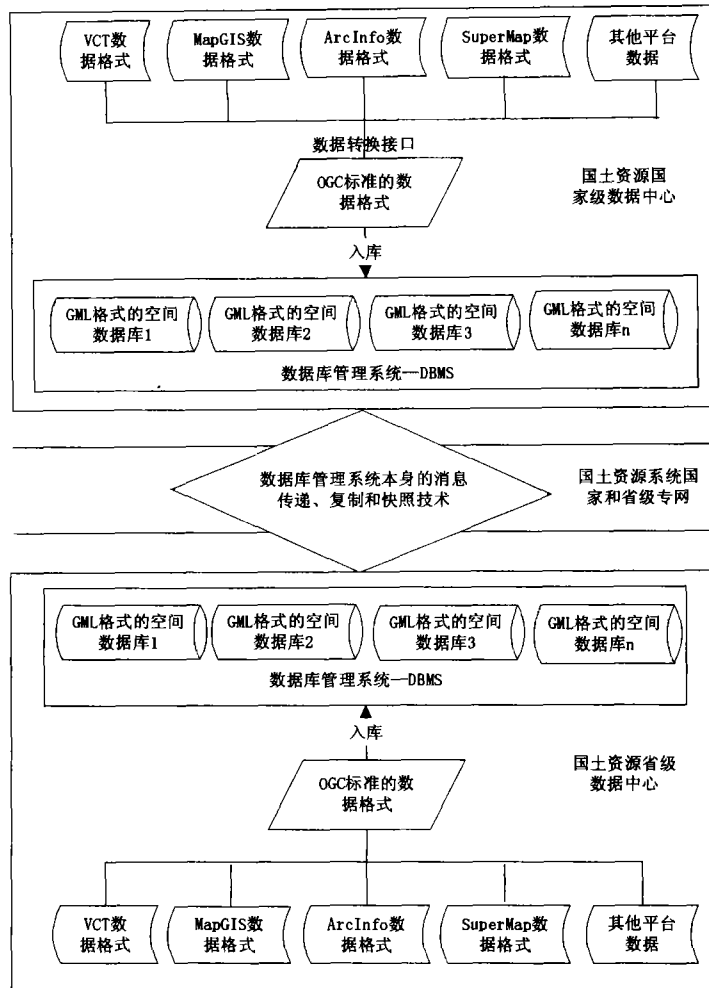 VCT数
据格式
MapGIS数
据格式
ArcInfo数
据格式
SuperMap数
据格式
其他平台
数据
数据转换接口
OGC标准的数
据格式
国土资源国
家级数据中心
入库
GML格式的空间
数据库1
GML格式的空间
数据库2
GML格式的空间
数据库3
GML格式的空间
数据库n
数据库管理系统—DBMS
数据库管理系统本身的消息
传递、复制和快照技术
国土资源系统国
家和省级专网
GML格式的空间
数据库1
GML格式的空间
数据库2
GML格式的空间
数据库3
GML格式的空间
数据库n
数据库管理系统—DBMS
入库
OGC标准的数
据格式
国土资源省级
数据中心
VCT数
据格式
MapGIS数
据格式
ArcInfo数
据格式
SuperMap数
据格式
其他平台
数据